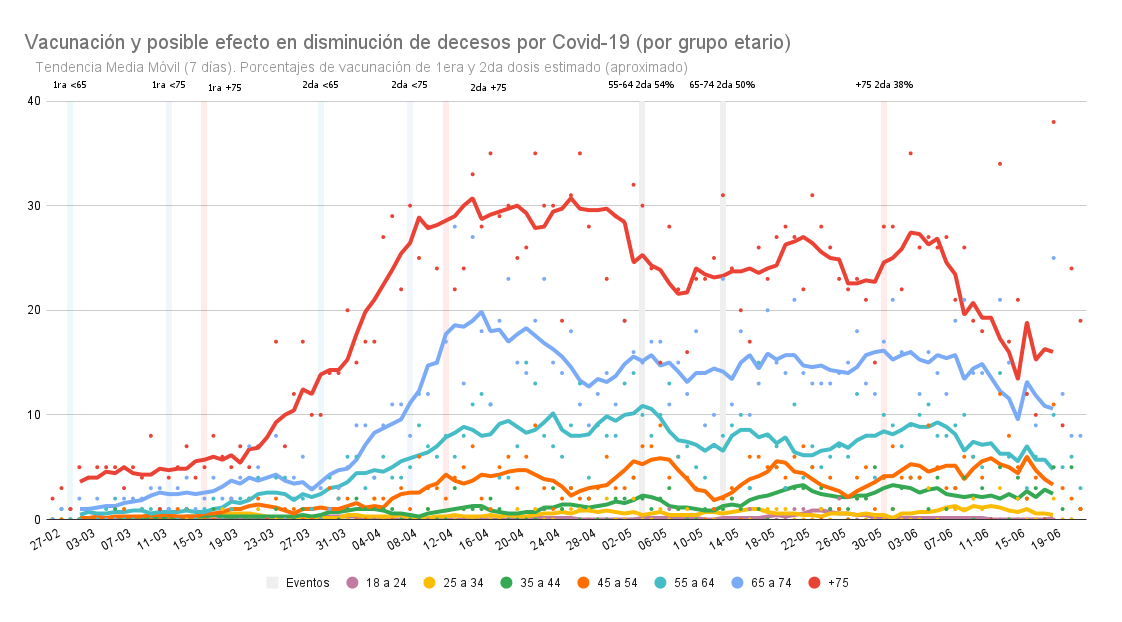 Vacunación y posible efecto en disminución de decesos por Covid-19 (por grupo etario)
Tendencia Media Móvil (7 días). Porcentajes de vacunación de 1era y 2da dosis estimado (aproximado)
1ra <65 1ra <75 1ra +75 2da <65 2da <75 2da +75 55-64 2da 54% 65-74 2da 50% +75 2da 38%
40
30
20
10
0
27-02 03-03 07-03 11-03 15-03 19-03 23-03 27-03 31-03 04-04 08-04 12-04 16-04 20-04 24-04 28-04 02-05 06-05 10-05 14-05 18-05 22-05 26-05 30-05 03-06 07-06 11-06 15-06 19-06
Eventos 18 a 24 25 a 34 35 a 44 45 a 54 55 a 64 65 a 74 +75